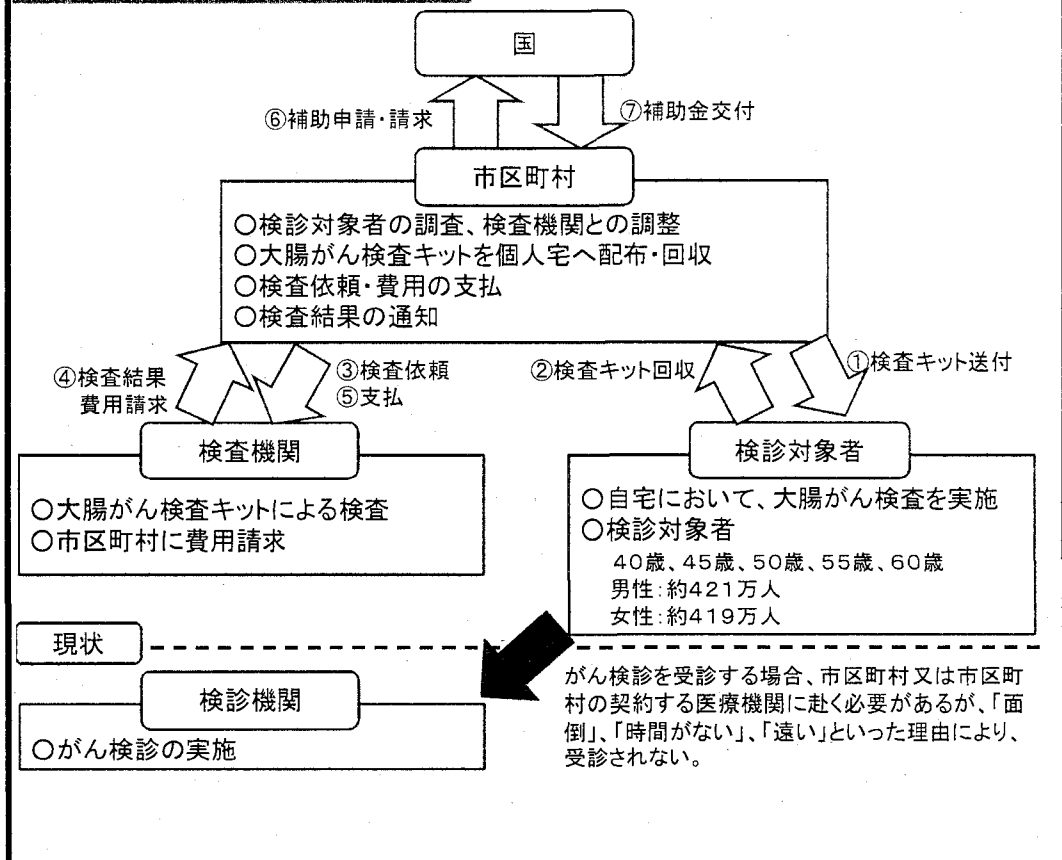 国
⑥補助申請・請求
⑦補助金交付
市区町村
○検診対象者の調査、検査機関との調整
○大腸がん検査キットを個人宅へ配布・回収
○検査依頼・費用の支払
○検査結果の通知
④検査結果
費用請求
③検査依頼
⑤支払
②検査キット回収
①検査キット送付
検査機関
○大腸がん検査キットによる検査
○市区町村に費用請求
検診対象者
○自宅において、大腸がん検査を実施
○検診対象者
40歳、45歳、50歳、55歳、60歳
男性:約421万人
女性:約419万人
現状
検診機関
○がん検診の実施
がん検診を受診する場合、市区町村又は市区町
村の契約する医療機関に赴く必要があるが、「面
倒」、「時間がない」、「遠い」といった理由により、
受診されない。